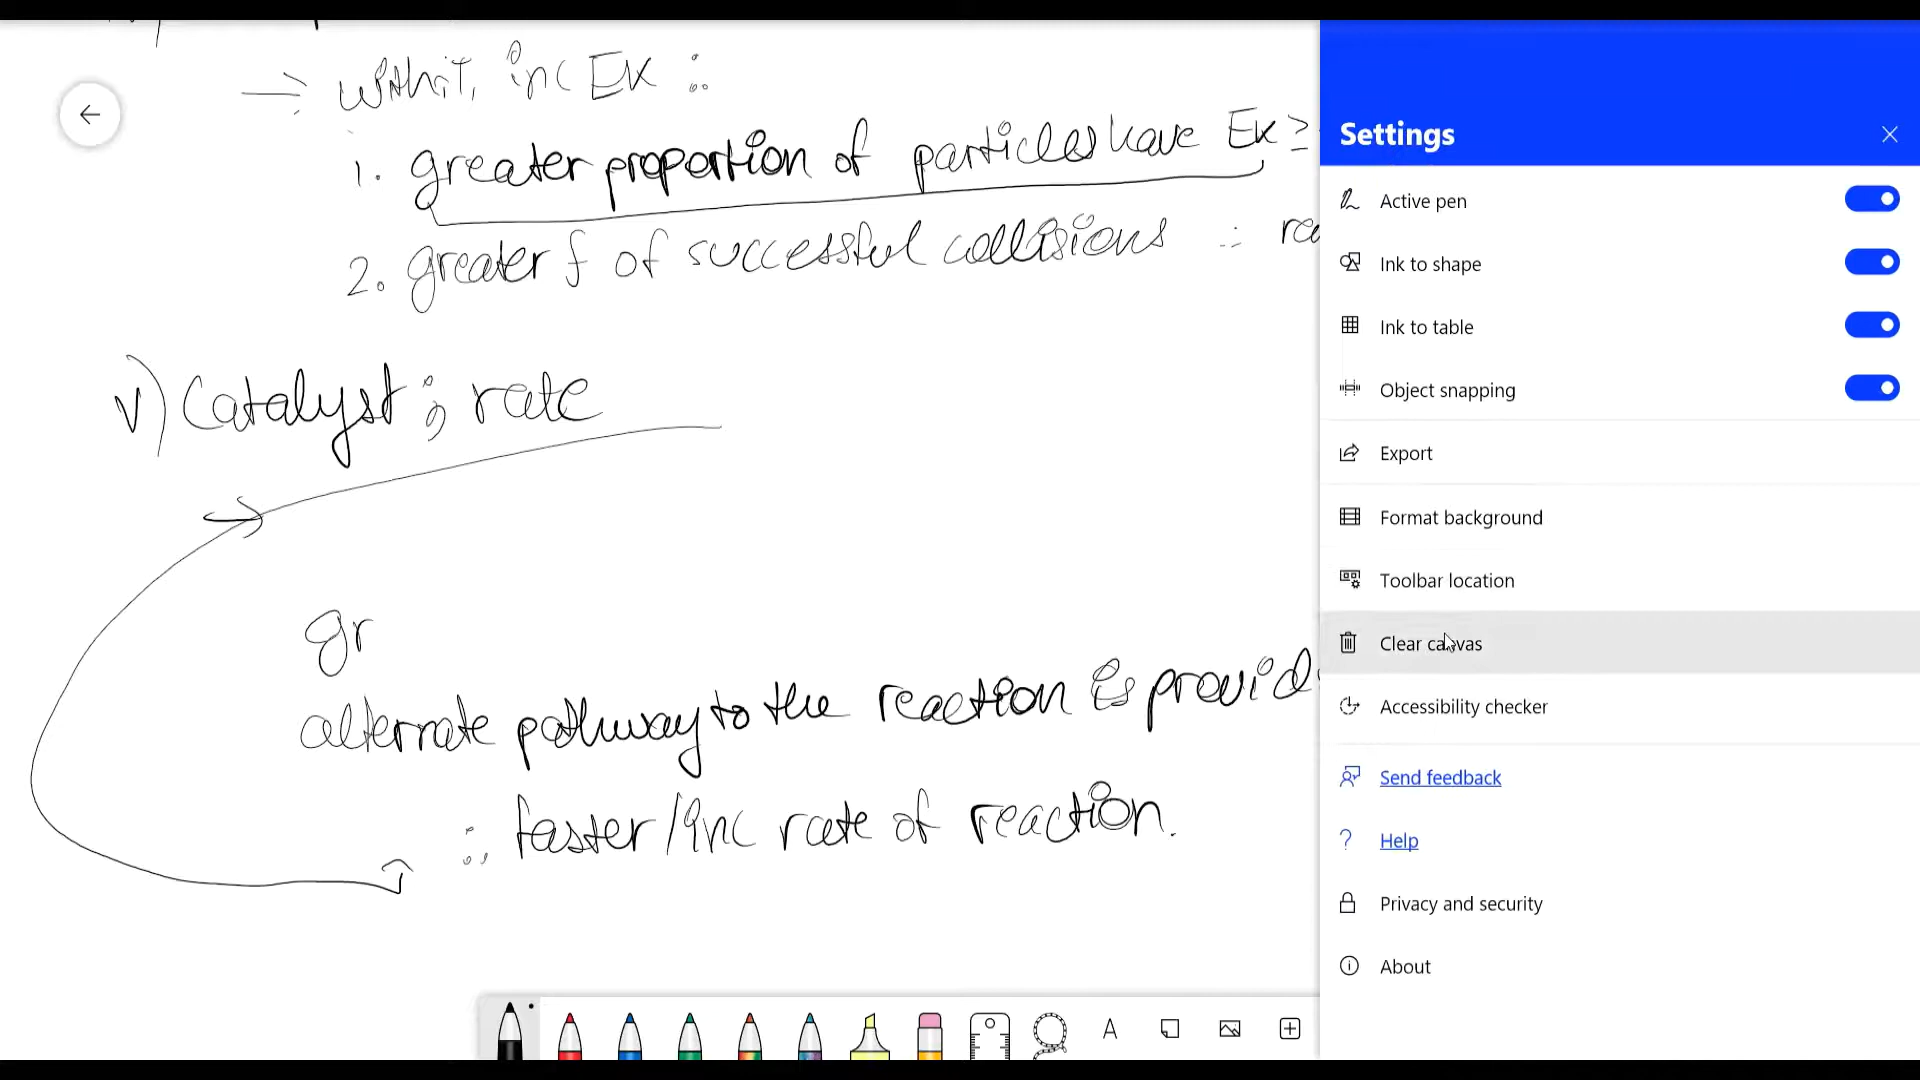 → with it, inc EK ∴
1. greater proportion of particles have EK ≥
2. greater f of successful collisions ∴
v) Catalyst ; rate
gr
alternate pathway to the reaction is provid
∴ faster/inc rate of reaction.
Settings
Active pen
Ink to shape
Ink to table
Object snapping
Export
Format background
Toolbar location
Clear canvas
Accessibility checker
Send feedback
Help
Privacy and security
About